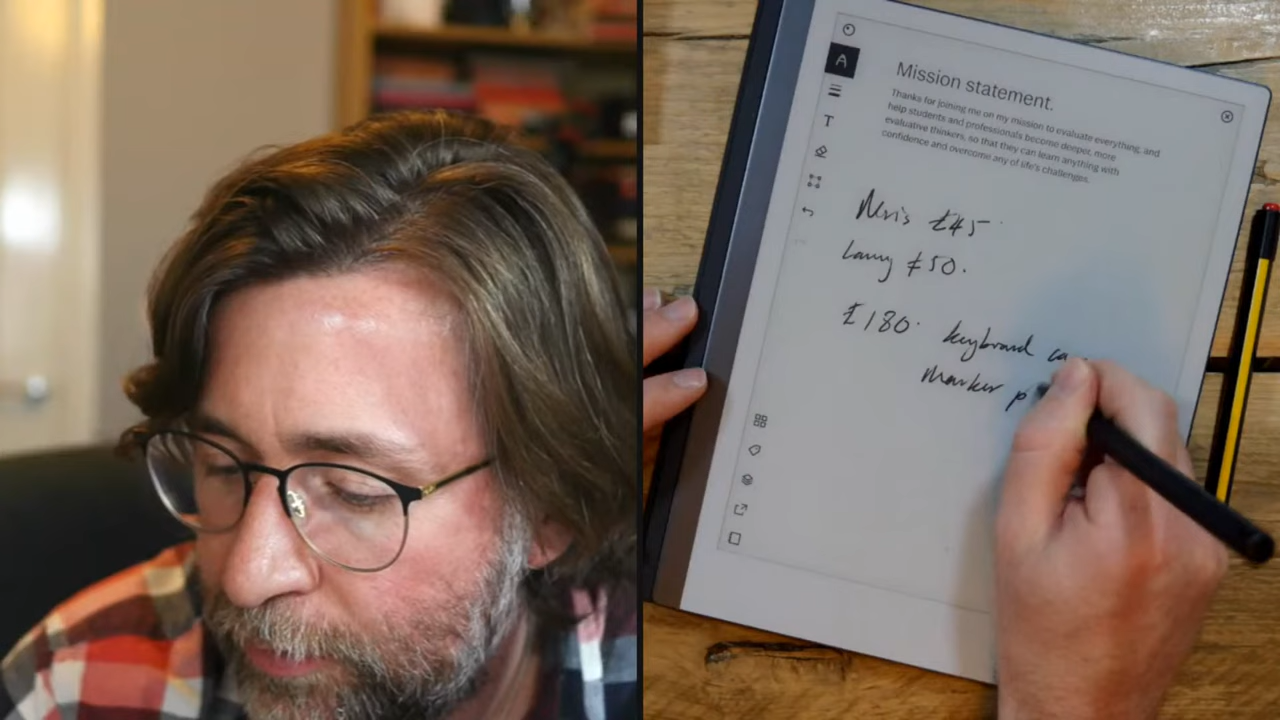 Mission statement.
Thanks for joining me on my mission to evaluate everything, and
help students and professionals become deeper, more
evaluative thinkers, so that they can learn anything with
confidence and overcome any of life's challenges.
£45
Lamy £50.
£180. keyboard ca
Marker p
A
T